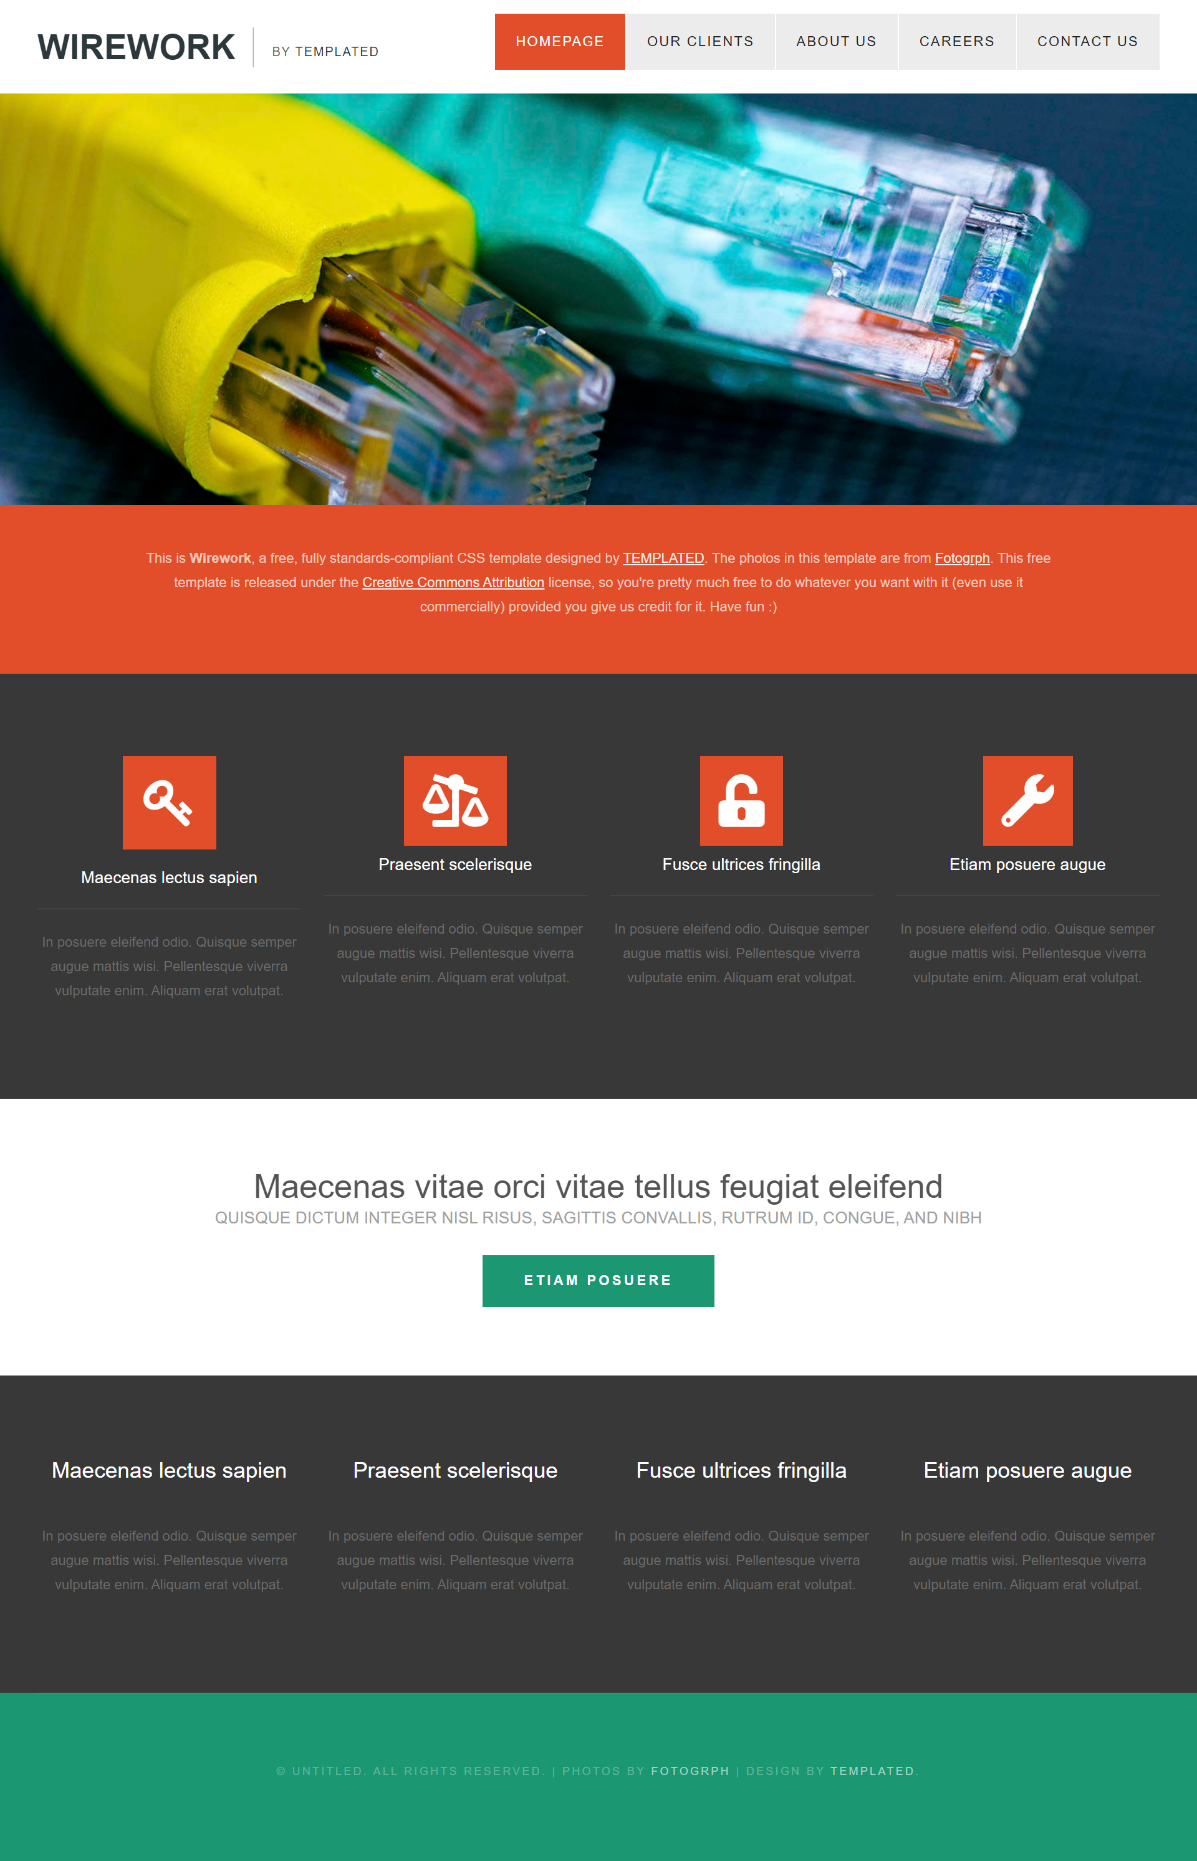 WIREWORK
BY TEMPLATED
HOMEPAGE
OUR CLIENTS
ABOUT US
CAREERS
CONTACT US
This is Wirework, a free, fully standards-compliant CSS template designed by TEMPLATED. The photos in this template are from Fotogrph. This free
template is released under the Creative Commons Attribution license, so you're pretty much free to do whatever you want with it (even use it
commercially) provided you give us credit for it. Have fun :)
Maecenas lectus sapien
In posuere eleifend odio. Quisque semper
augue mattis wisi. Pellentesque viverra
vulputate enim. Aliquam erat volutpat.
Praesent scelerisque
In posuere eleifend odio. Quisque semper
augue mattis wisi. Pellentesque viverra
vulputate enim. Aliquam erat volutpat.
Fusce ultrices fringilla
In posuere eleifend odio. Quisque semper
augue mattis wisi. Pellentesque viverra
vulputate enim. Aliquam erat volutpat.
Etiam posuere augue
In posuere eleifend odio. Quisque semper
augue mattis wisi. Pellentesque viverra
vulputate enim. Aliquam erat volutpat.
Maecenas vitae orci vitae tellus feugiat eleifend
QUISQUE DICTUM INTEGER NISL RISUS, SAGITTIS CONVALLIS, RUTRUM ID, CONGUE, AND NIBH
ETIAM POSUERE
Maecenas lectus sapien
In posuere eleifend odio. Quisque semper
augue mattis wisi. Pellentesque viverra
vulputate enim. Aliquam erat volutpat.
Praesent scelerisque
In posuere eleifend odio. Quisque semper
augue mattis wisi. Pellentesque viverra
vulputate enim. Aliquam erat volutpat.
Fusce ultrices fringilla
In posuere eleifend odio. Quisque semper
augue mattis wisi. Pellentesque viverra
vulputate enim. Aliquam erat volutpat.
Etiam posuere augue
In posuere eleifend odio. Quisque semper
augue mattis wisi. Pellentesque viverra
vulputate enim. Aliquam erat volutpat.
© UNTITLED. ALL RIGHTS RESERVED. | PHOTOS BY FOTOGRPH | DESIGN BY TEMPLATED.